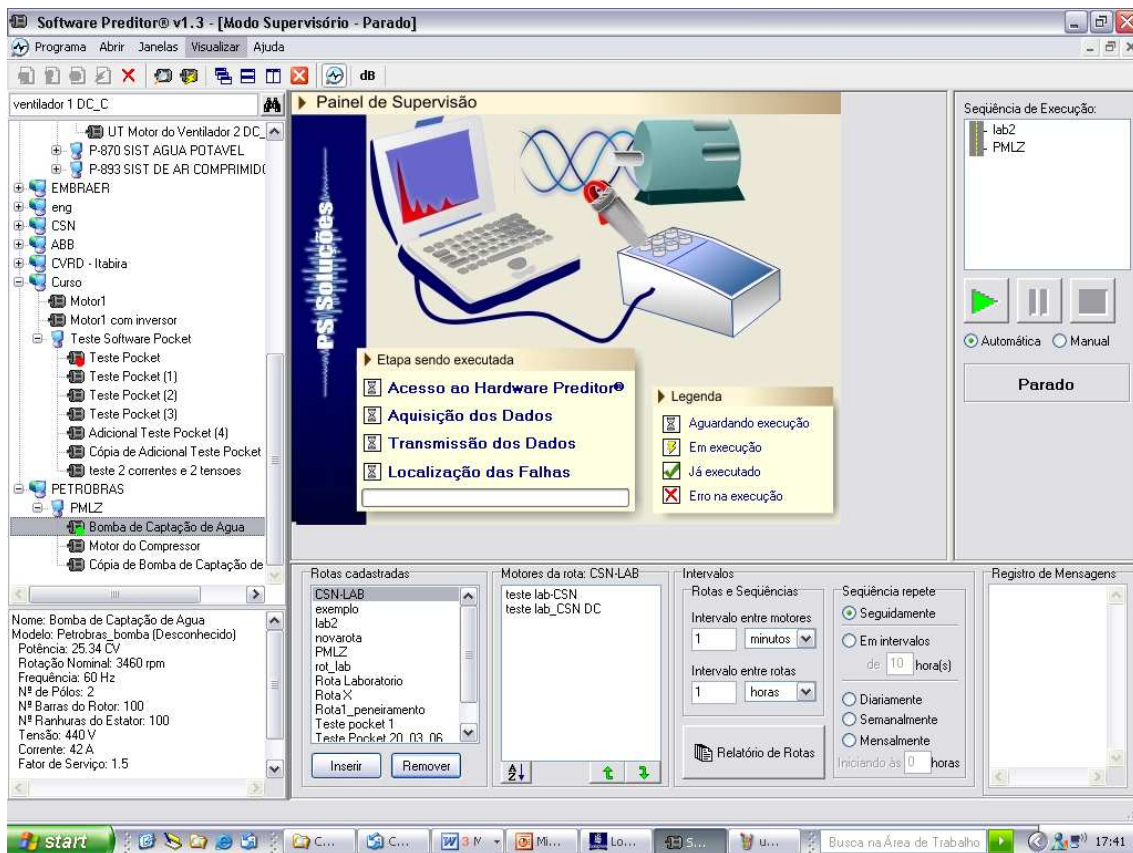 Software Preditor® v1.3 - [Modo Supervisório - Parado]
Programa Abrir Janelas Visualizar Ajuda
dB
ventilador 1 DC_C
UT Motor do Ventilador 2 DC_
P-870 SIST AGUA POTAVEL
P-893 SIST DE AR COMPRIMID
EMBRAER
eng
CSN
ABB
CVRD - Itabira
Curso
Motor1
Motor1 com inversor
Teste Software Pocket
Teste Pocket
Teste Pocket (1)
Teste Pocket (2)
Teste Pocket (3)
Adicional Teste Pocket (4)
Cópia de Adicional Teste Pocket
teste 2 correntes e 2 tensoes
PETROBRAS
PMLZ
Bomba de Captação de Agua
Motor do Compressor
Cópia de Bomba de Captação de
Nome: Bomba de Captação de Agua
Modelo: Petrobras_bomba (Desconhecido)
Potência: 25.34 CV
Rotação Nominal: 3460 rpm
Frequência: 60 Hz
Nº de Pólos: 2
Nº Barras do Rotor: 100
Nº Ranhuras do Estator: 100
Tensão: 440 V
Corrente: 42 A
Fator de Serviço: 1.5
Painel de Supervisão
PS Soluções
Etapa sendo executada
Acesso ao Hardware Preditor®
Aquisição dos Dados
Transmissão dos Dados
Localização das Falhas
Legenda
Aguardando execução
Em execução
Já executado
Erro na execução
Seqüência de Execução:
lab2
PMLZ
Automática Manual
Parado
Rotas cadastradas
CSN-LAB
exemplo
lab2
novarota
PMLZ
rot_lab
Rota Laboratorio
Rota X
Rota1_peneiramento
Teste pocket 1
Teste Pocket 20_03_06
Inserir Remover
Motores da rota: CSN-LAB
teste lab-CSN
teste lab_CSN DC
Intervalos
Rotas e Seqüências
Intervalo entre motores
1 minutos
Intervalo entre rotas
1 horas
Relatório de Rotas
Seqüência repete
Seguidamente
Em intervalos
de 10 hora(s)
Diariamente
Semanalmente
Mensalmente
Iniciando às 0 horas
Registro de Mensagens
start C... C... 3 M Mi... Lo... S... u... Busca na Área de Trabalho 17:41